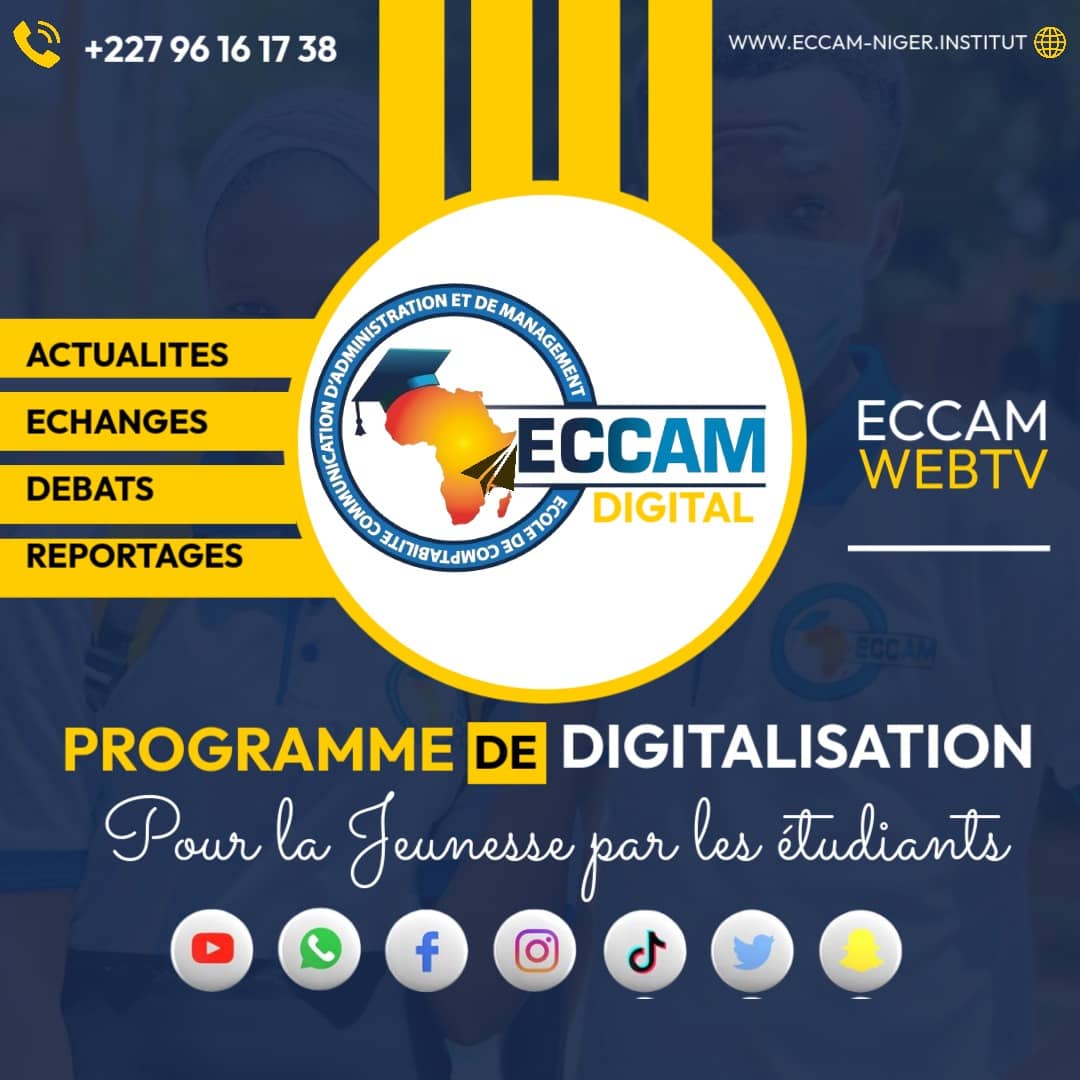 +227 96 16 17 38
WWW.ECCAM-NIGER.INSTITUT
ACTUALITES
ECHANGES
DEBATS
REPORTAGES
ECOLE DE COMPTABILITE COMMUNICATION D'ADMINISTRATION ET DE MANAGEMENT
ECCAM
DIGITAL
ECCAM
WEBTV
ECCAM
PROGRAMME DE DIGITALISATION
Pour la Jeunesse par les étudiants